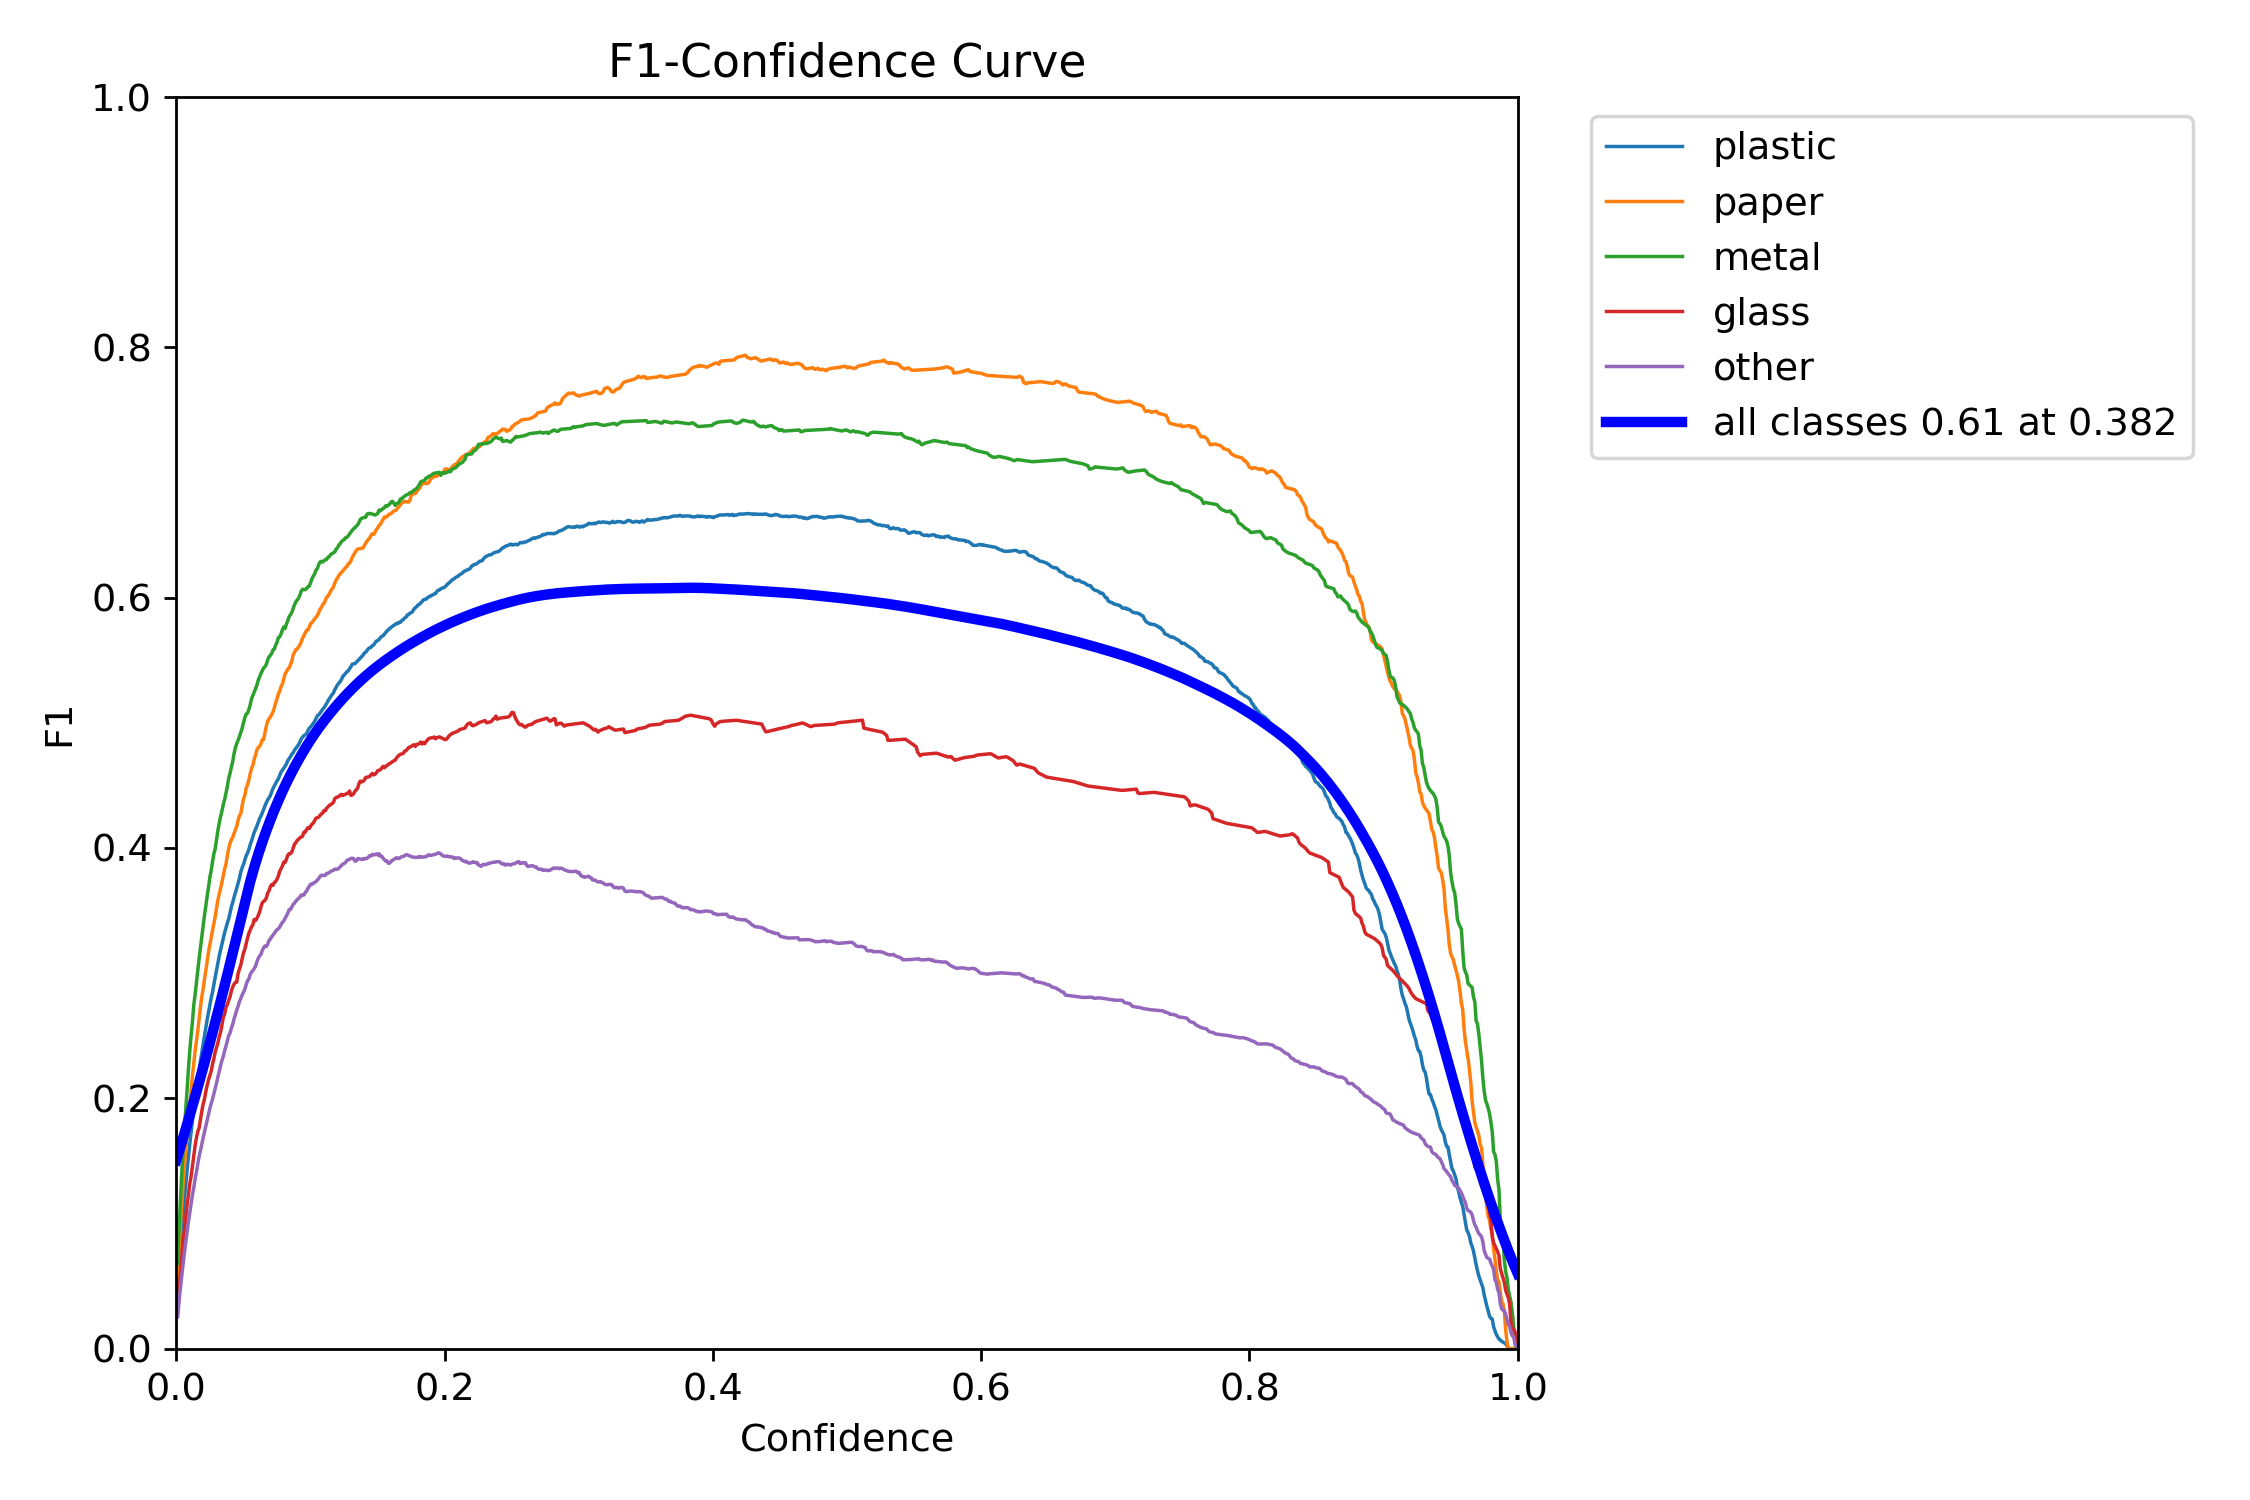 F1-Confidence Curve
1.0
0.8
0.6
0.4
0.2
0.0
F1
0.0 0.2 0.4 0.6 0.8 1.0
Confidence
plastic
paper
metal
glass
other
all classes 0.61 at 0.382